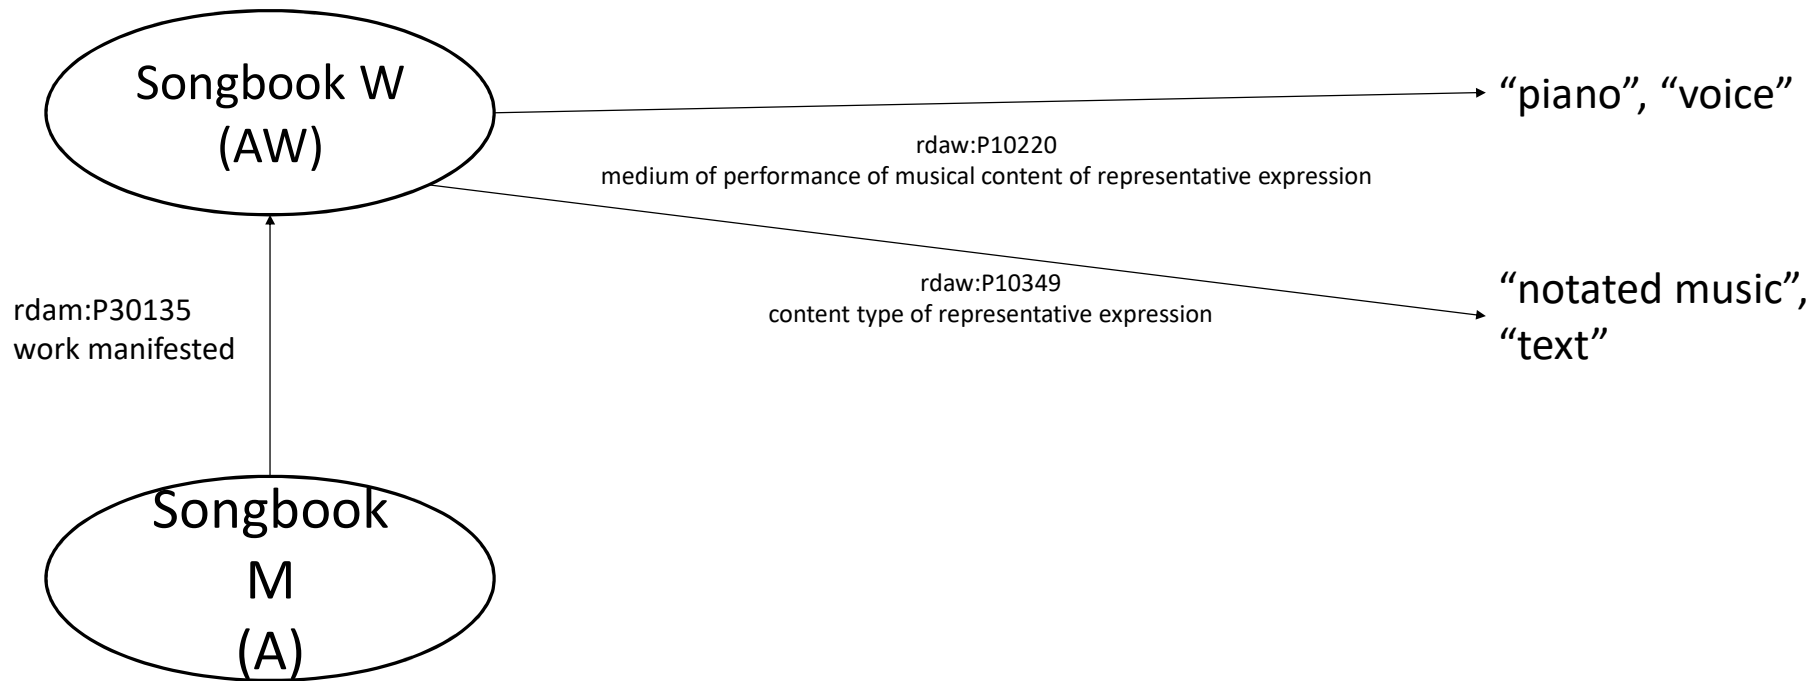 Songbook W
(AW)
“piano”, “voice”
rdaw:P10220
medium of performance of musical content of representative expression
rdaw:P10349
content type of representative expression
“notated music”,
“text”
rdam:P30135
work manifested
Songbook
M
(A)